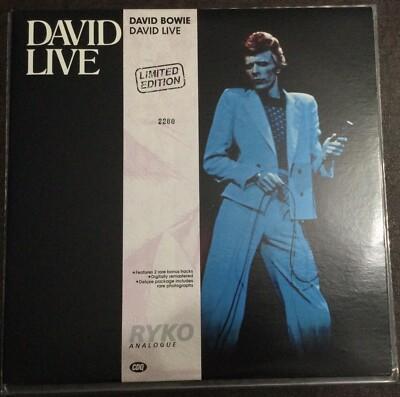 DAVID
LIVE
DAVID BOWIE
DAVID LIVE
LIMITED
EDITION
2280
•Features 2 rare bonus tracks
•Digitally remastered
•Deluxe package includes
rare photographs
RYKO
ANALOGUE